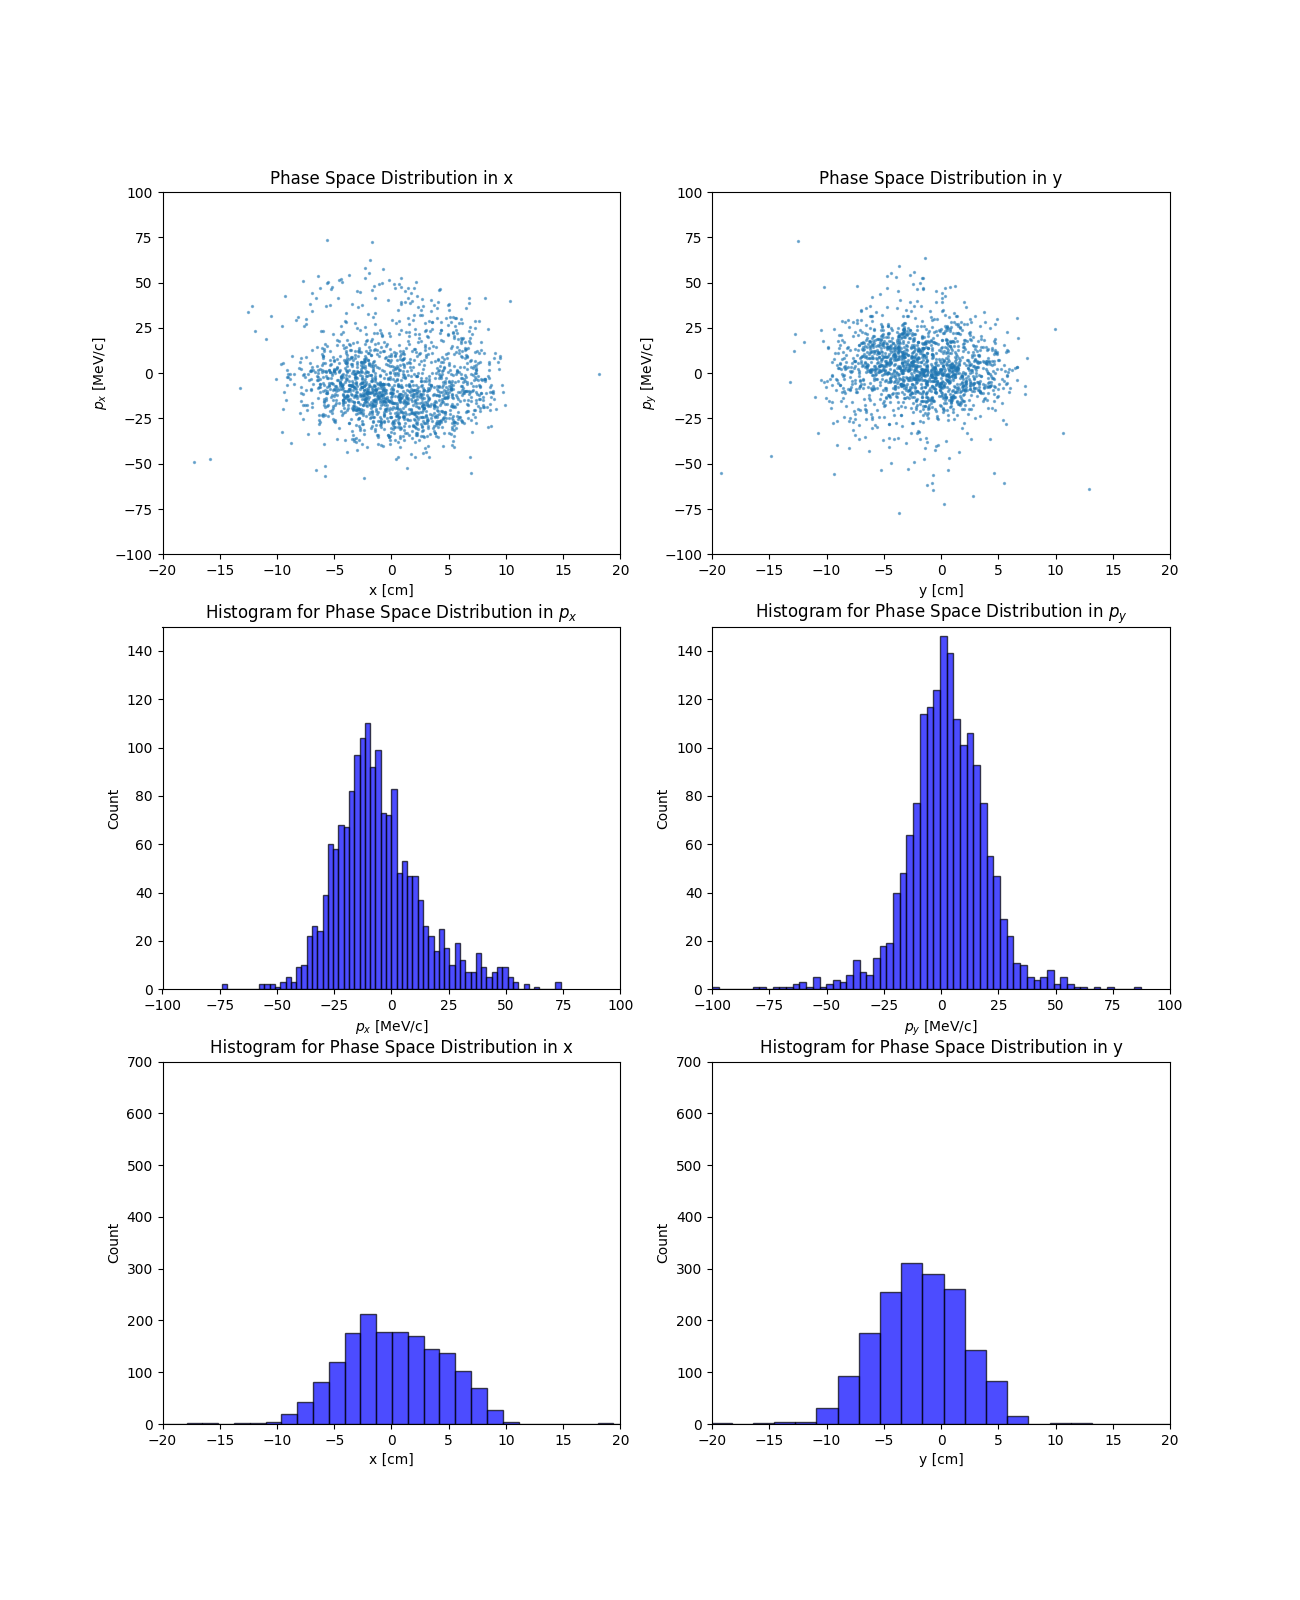 Phase Space Distribution in x
100
75
50
25
0
−25
−50
−75
−100
p_x [MeV/c]
−20 −15 −10 −5 0 5 10 15 20
x [cm]
Phase Space Distribution in y
100
75
50
25
0
−25
−50
−75
−100
p_y [MeV/c]
−20 −15 −10 −5 0 5 10 15 20
y [cm]
Histogram for Phase Space Distribution in p_x
140
120
100
80
60
40
20
0
Count
−100 −75 −50 −25 0 25 50 75 100
p_x [MeV/c]
Histogram for Phase Space Distribution in p_y
140
120
100
80
60
40
20
0
Count
−100 −75 −50 −25 0 25 50 75 100
p_y [MeV/c]
Histogram for Phase Space Distribution in x
700
600
500
400
300
200
100
0
Count
−20 −15 −10 −5 0 5 10 15 20
x [cm]
Histogram for Phase Space Distribution in y
700
600
500
400
300
200
100
0
Count
−20 −15 −10 −5 0 5 10 15 20
y [cm]